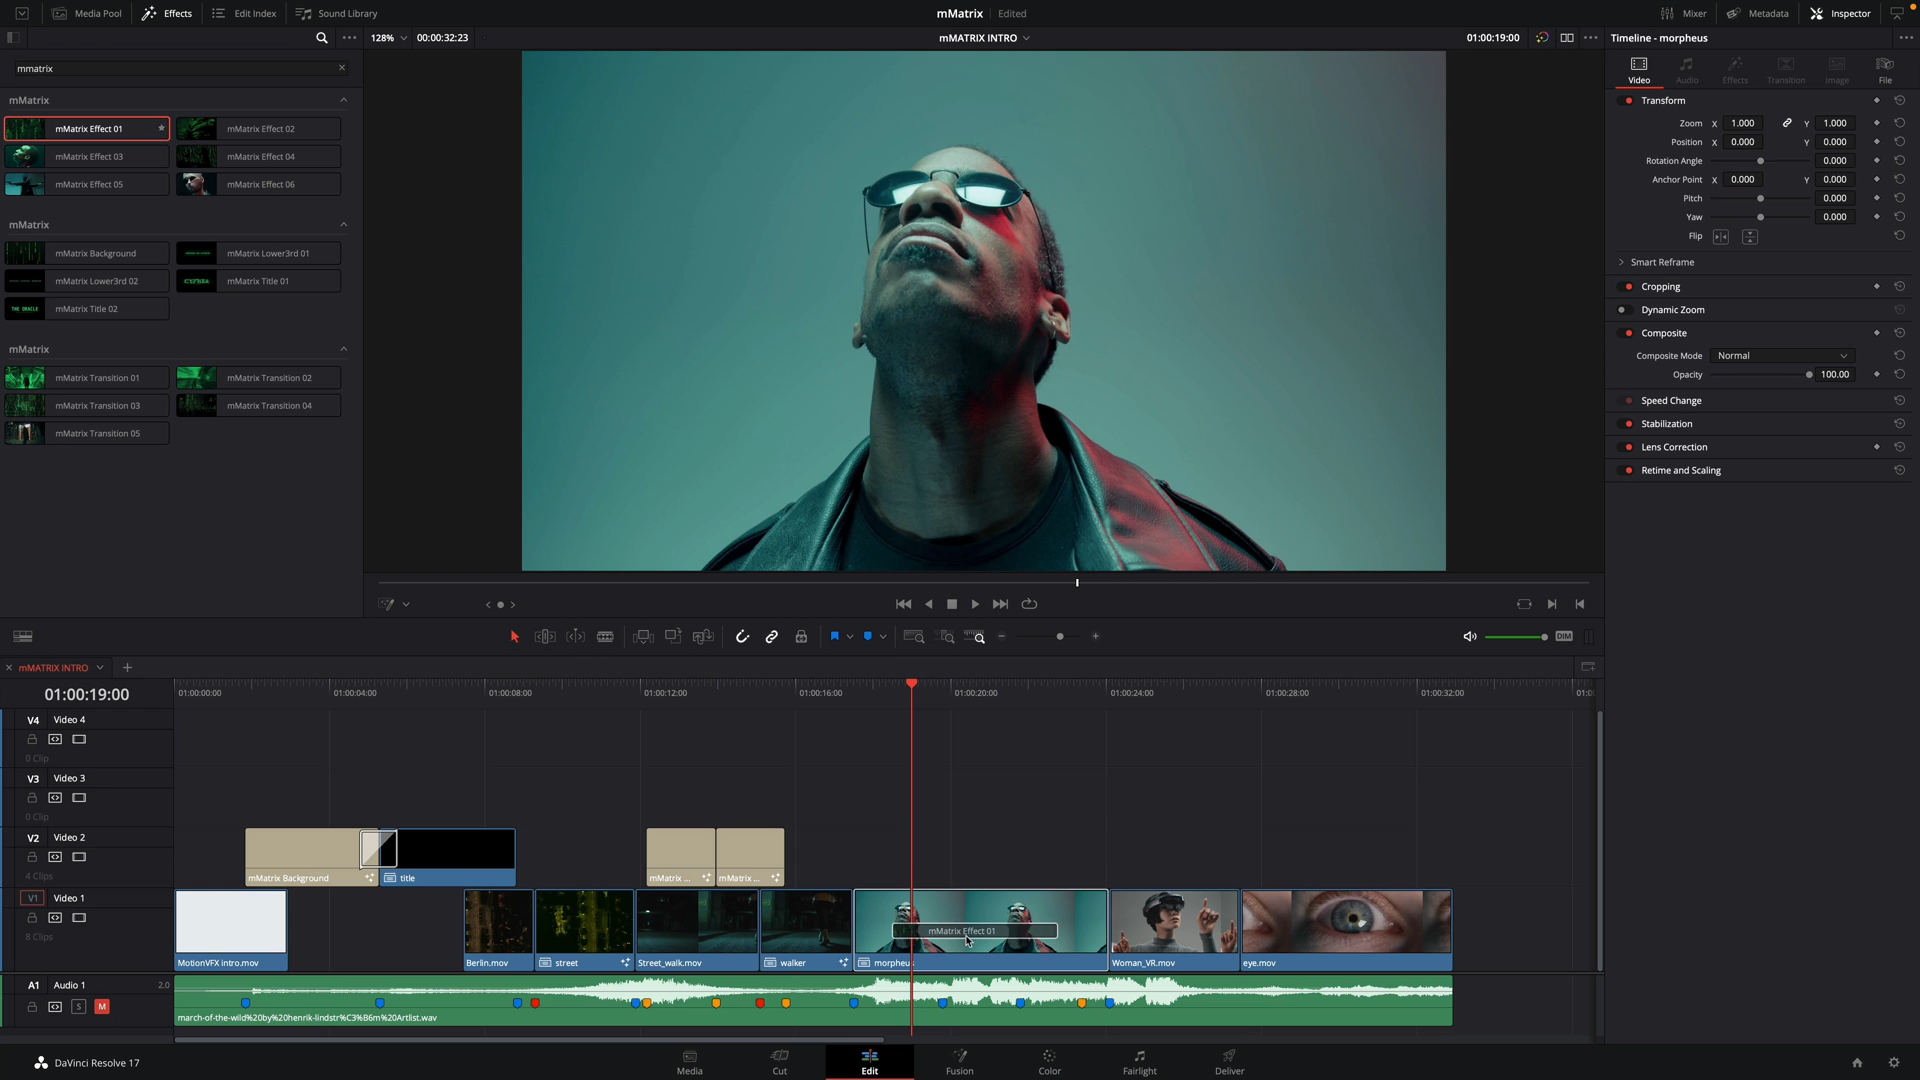 Media Pool
Effects
Edit Index
Sound Library
mMatrix Edited
Mixer
Metadata
Inspector
128% 00:00:32:23
mMATRIX INTRO
01:00:19:00
Timeline - morpheus
mmatrix
mMatrix
mMatrix Effect 01
mMatrix Effect 02
mMatrix Effect 03
mMatrix Effect 04
mMatrix Effect 05
mMatrix Effect 06
mMatrix
mMatrix Background
mMatrix Lower3rd 01
mMatrix Lower3rd 02
CYPHER
mMatrix Title 01
THE ORACLE
mMatrix Title 02
mMatrix
mMatrix Transition 01
mMatrix Transition 02
mMatrix Transition 03
mMatrix Transition 04
mMatrix Transition 05
Video Audio Effects Transition Image File
Transform
Zoom X 1.000 Y 1.000
Position X 0.000 Y 0.000
Rotation Angle 0.000
Anchor Point X 0.000 Y 0.000
Pitch 0.000
Yaw 0.000
Flip
Smart Reframe
Cropping
Dynamic Zoom
Composite
Composite Mode Normal
Opacity 100.00
Speed Change
Stabilization
Lens Correction
Retime and Scaling
DIM
mMATRIX INTRO
01:00:19:00
01:00:00:00 01:00:04:00 01:00:08:00 01:00:12:00 01:00:16:00 01:00:20:00 01:00:24:00 01:00:28:00 01:00:32:00 01:00
V4 Video 4
0 Clip
V3 Video 3
0 Clip
V2 Video 2
4 Clips
mMatrix Background
title
mMatrix ...
mMatrix ...
V1 Video 1
8 Clips
mMatrix Effect 01
MotionVFX intro.mov
Berlin.mov
street
Street_walk.mov
walker
morpheus
Woman_VR.mov
eye.mov
A1 Audio 1 2.0
S M
march-of-the-wild%20by%20henrik-lindstr%C3%B6m%20Artlist.wav
DaVinci Resolve 17
Media Cut Edit Fusion Color Fairlight Deliver